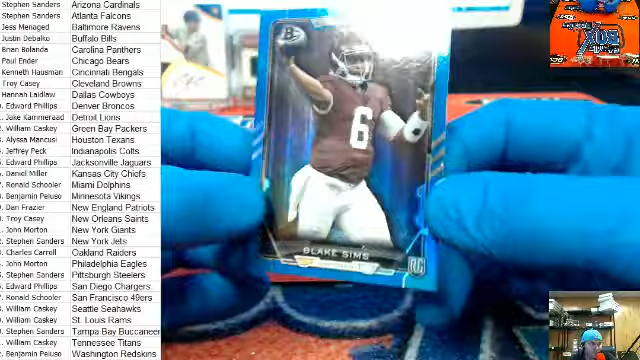 Stephen Sanders Arizona Cardinals
Stephen Sanders Atlanta Falcons
Jess Menaged Baltimore Ravens
Justin Debalko Buffalo Bills
Brian Bolanda Carolina Panthers
Paul Ender Chicago Bears
Kenneth Hausman Cincinnati Bengals
Troy Casey Cleveland Browns
Hannah Laidlaw Dallas Cowboys
Edward Phillips Denver Broncos
Jake Kammeraad Detroit Lions
William Caskey Green Bay Packers
Alyssa Mancusi Houston Texans
Jeffrey Peck Indianapolis Colts
Edward Phillips Jacksonville Jaguars
Daniel Miller Kansas City Chiefs
Ronald Schooler Miami Dolphins
Benjamin Peluso Minnesota Vikings
Dan Frazier New England Patriots
Troy Casey New Orleans Saints
John Morton New York Giants
Stephen Sanders New York Jets
Charles Carroll Oakland Raiders
John Morton Philadelphia Eagles
Stephen Sanders Pittsburgh Steelers
Edward Phillips San Diego Chargers
Ronald Schooler San Francisco 49ers
William Caskey Seattle Seahawks
William Caskey St. Louis Rams
Stephen Sanders Tampa Bay Buccaneer
William Caskey Tennessee Titans
Benjamin Peluso Washington Redskins
B
6
BLAKE SIMS
RC
BOX